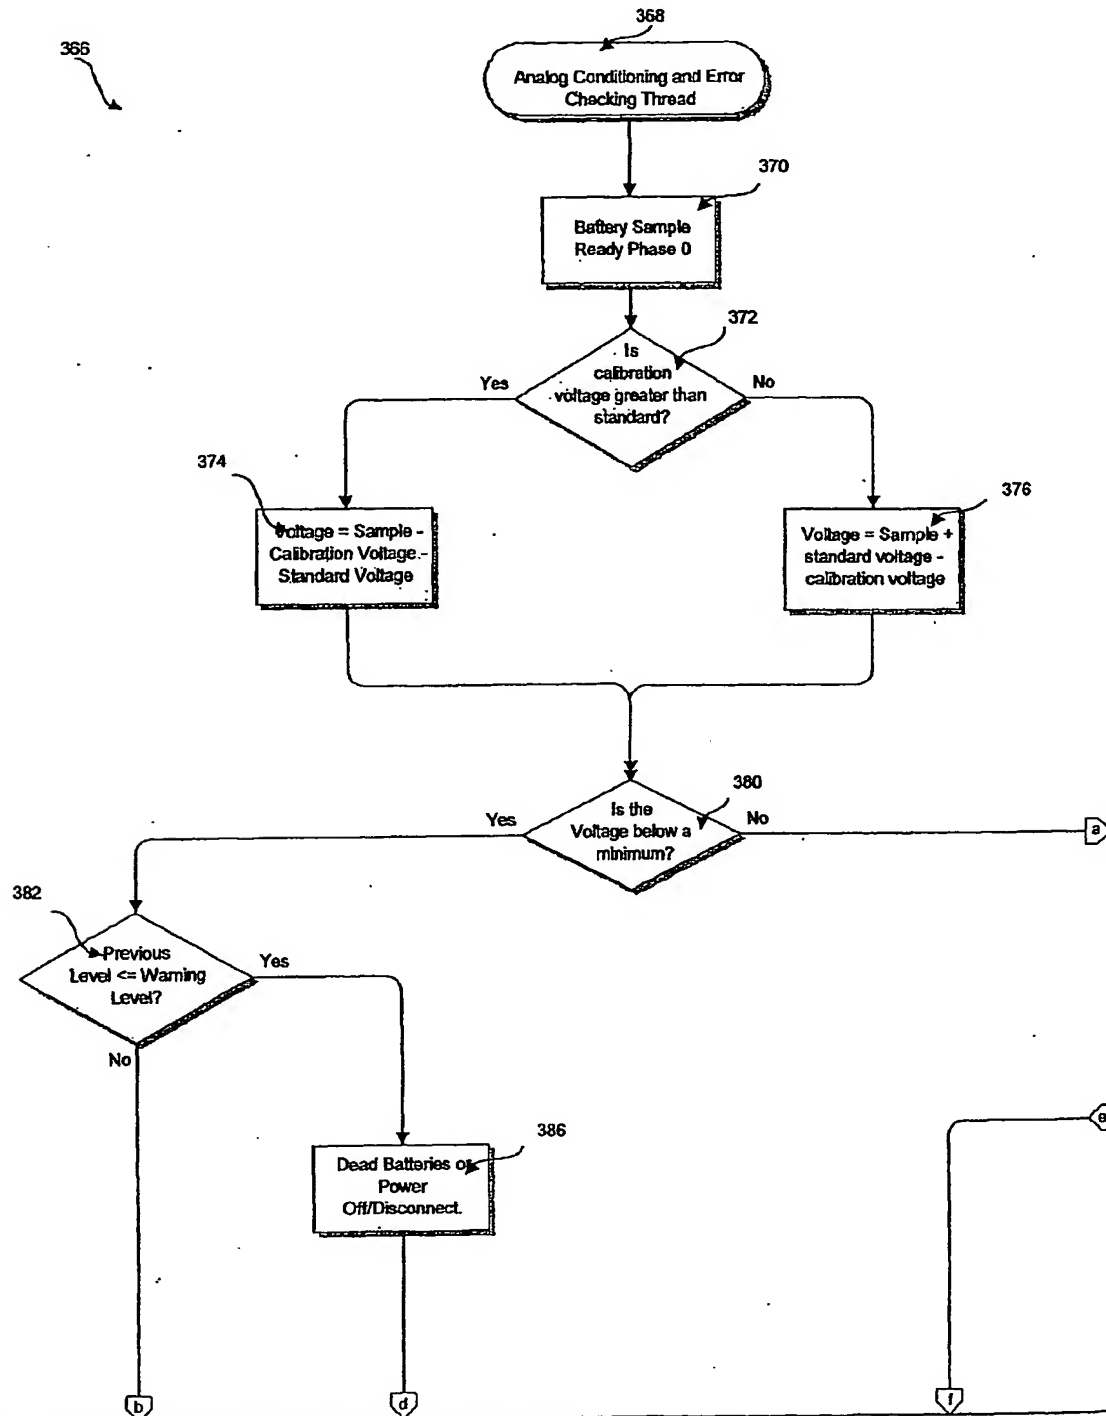 368
366
Analog Conditioning and Error
Checking Thread
370
Battery Sample
Ready Phase 0
372
Is
calibration
voltage greater than
standard?
Yes
No
374
376
Voltage = Sample -
Calibration Voltage -
Standard Voltage
Voltage = Sample +
standard voltage -
calibration voltage
380
Is the
Voltage below a
minimum?
Yes
No
a
382
Previous
Level <= Warning
Level?
Yes
No
e
386
Dead Batteries or
Power
Off/Disconnect.
b
d
f